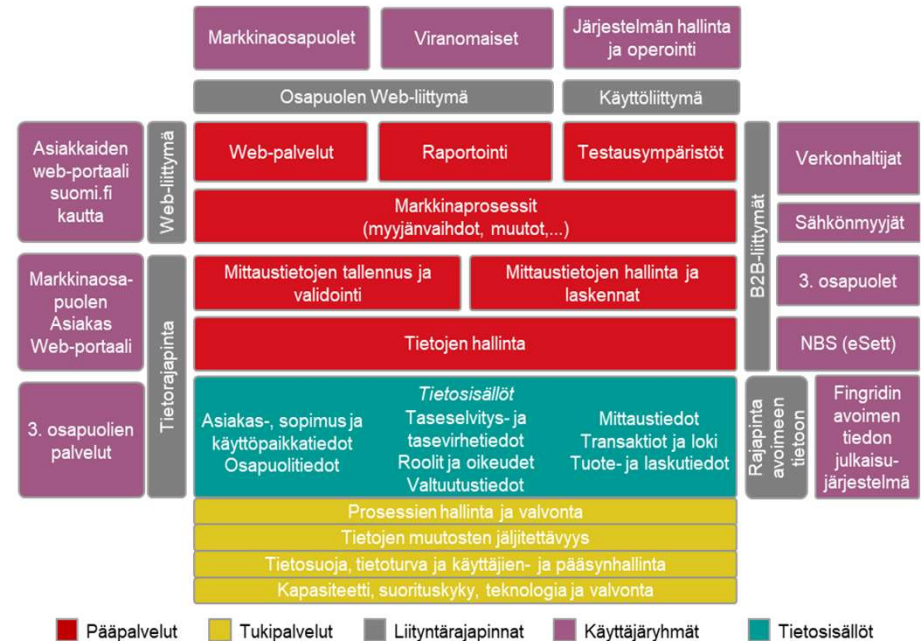 Markkinaosapuolet
Viranomaiset
Järjestelmän hallinta
ja operointi
Osapuolen Web-liittymä
Käyttöliittymä
Asiakkaiden
web-portaali
suomi.fi
kautta
Web-liittymä
Web-palvelut
Raportointi
Testausympäristöt
Markkinaprosessit
(myyjänvaihdot, muutot,...)
B2B-liittymät
Verkonhaltijat
Sähkönmyyjät
Markkinaosa-
puolen
Asiakas
Web-portaali
Tietorajapinta
Mittaustietojen tallennus ja
validointi
Mittaustietojen hallinta ja
laskennat
3. osapuolet
Tietojen hallinta
NBS (eSett)
3. osapuolien
palvelut
Tietosisällöt
Asiakas-, sopimus ja
käyttöpaikkatiedot
Osapuolitiedot
Taseselvitys- ja
tasevirhetiedot
Roolit ja oikeudet
Valtuutustiedot
Mittaustiedot
Transaktiot ja loki
Tuote- ja laskutiedot
Rajapinta
avoimeen
tietoon
Fingridin
avoimen
tiedon
julkaisu-
järjestelmä
Prosessien hallinta ja valvonta
Tietojen muutosten jäljitettävyys
Tietosuoja, tietoturva ja käyttäjien- ja pääsynhallinta
Kapasiteetti, suorituskyky, teknologia ja valvonta
Pääpalvelut
Tukipalvelut
Liityntärajapinnat
Käyttäjäryhmät
Tietosisällöt